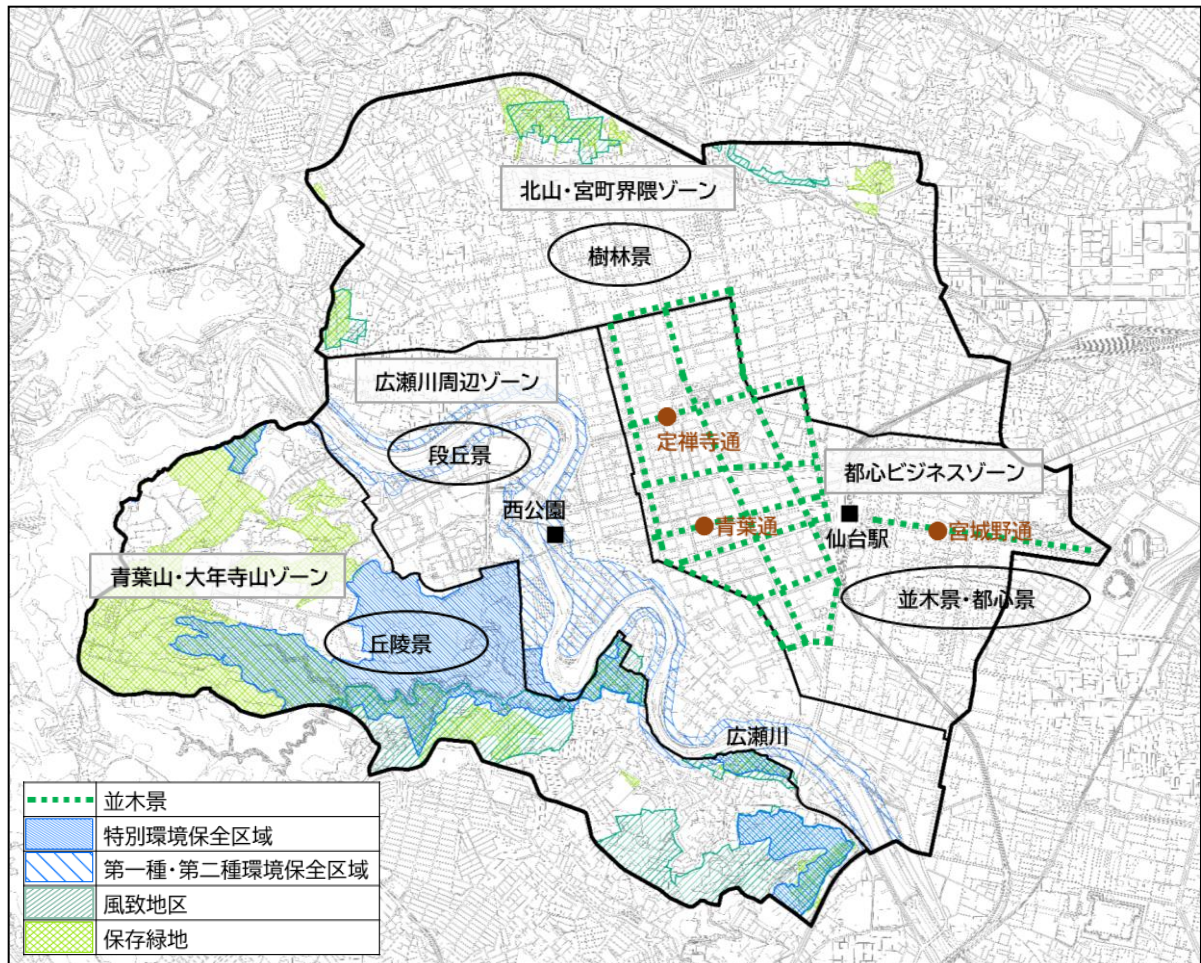 北山・宮町界隈ゾーン
樹林景
広瀬川周辺ゾーン
段丘景
定禅寺通
都心ビジネスゾーン
西公園
青葉通
仙台駅
宮城野通
青葉山・大年寺山ゾーン
並木景・都心景
丘陵景
広瀬川
並木景
特別環境保全区域
第一種・第二種環境保全区域
風致地区
保存緑地